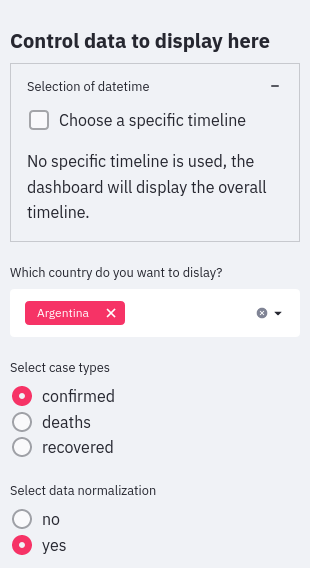 Control data to display here
Selection of datetime
Choose a specific timeline
No specific timeline is used, the
dashboard will display the overall
timeline.
Which country do you want to dislay?
Argentina
Select case types
confirmed
deaths
recovered
Select data normalization
no
yes